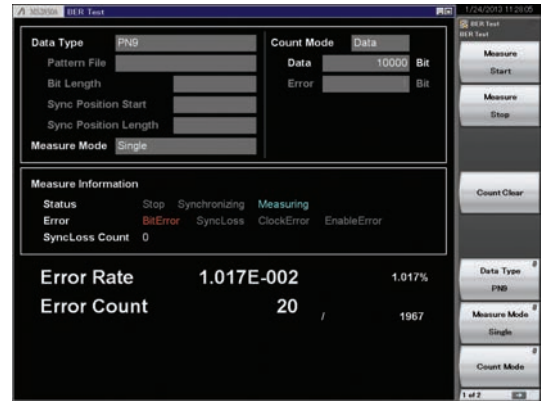 MS2690A BER Test
1/24/2013 11:26:05
BER Test
BER Test
Data Type PN9
Count Mode Data
Pattern File
Data 10000 Bit
Bit Length
Error Bit
Sync Position Start
Sync Position Length
Measure Mode Single
Measure Information
Status Stop Synchronizing Measuring
Error BitError SyncLoss ClockError EnableError
SyncLoss Count 0
Error Rate 1.017E-002 1.017%
Error Count 20 / 1967
Measure
Start
Measure
Stop
Count Clear
Data Type
PN9
Measure Mode
Single
Count Mode
1 of 2